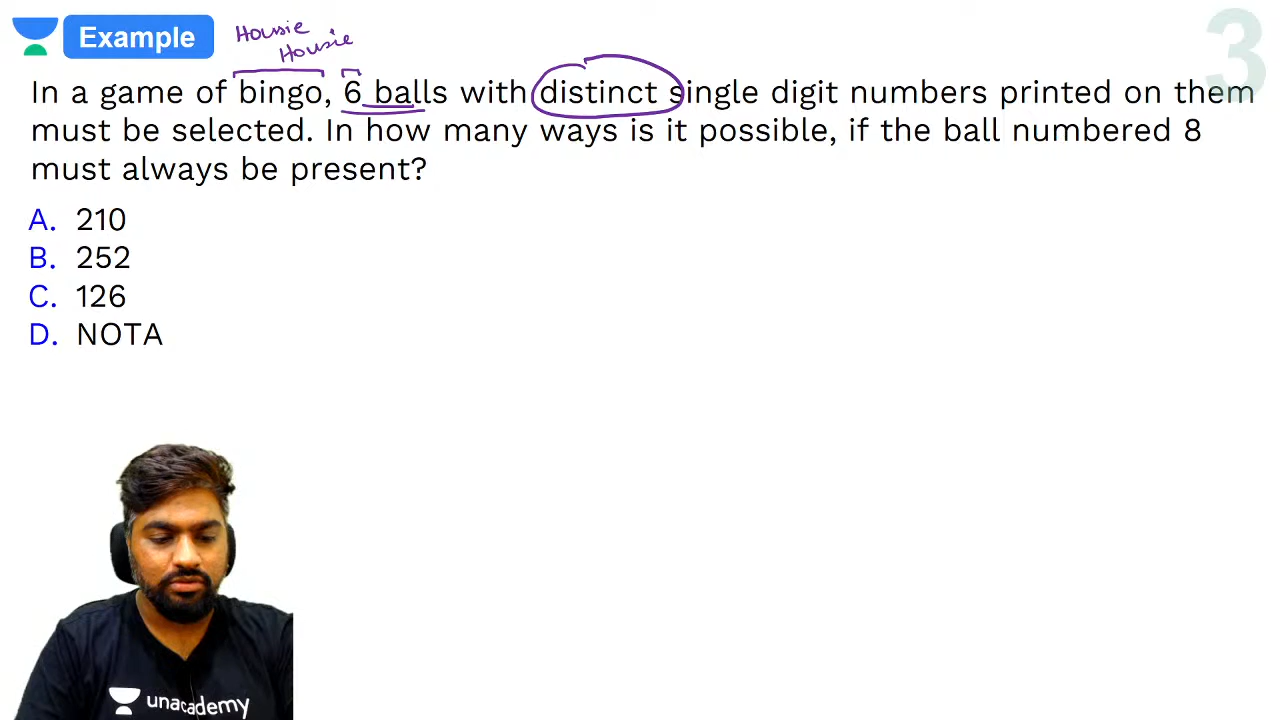 Example
Housie
Housie
3
In a game of bingo, 6 balls with distinct single digit numbers printed on them
must be selected. In how many ways is it possible, if the ball numbered 8
must always be present?
A. 210
B. 252
C. 126
D. NOTA
unacademy